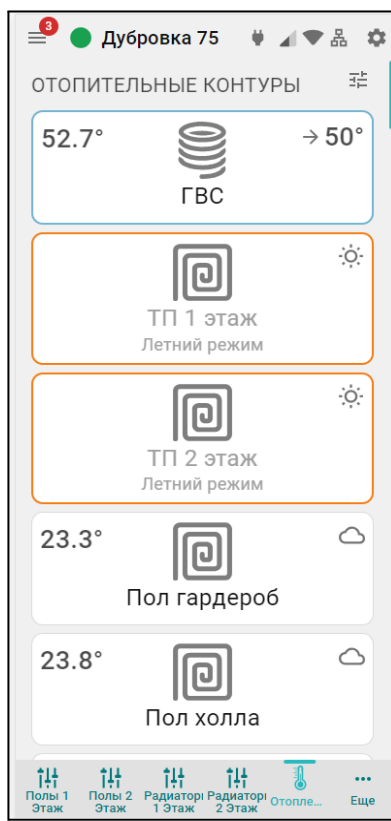 3
Дубровка 75
ОТОПИТЕЛЬНЫЕ КОНТУРЫ
52.7°
→ 50°
ГВС
ТП 1 этаж
Летний режим
ТП 2 этаж
Летний режим
23.3°
Пол гардероб
23.8°
Пол холла
Полы 1
Этаж
Полы 2
Этаж
Радиаторы
1 Этаж
Радиаторы
2 Этаж
Отопле...
Еще